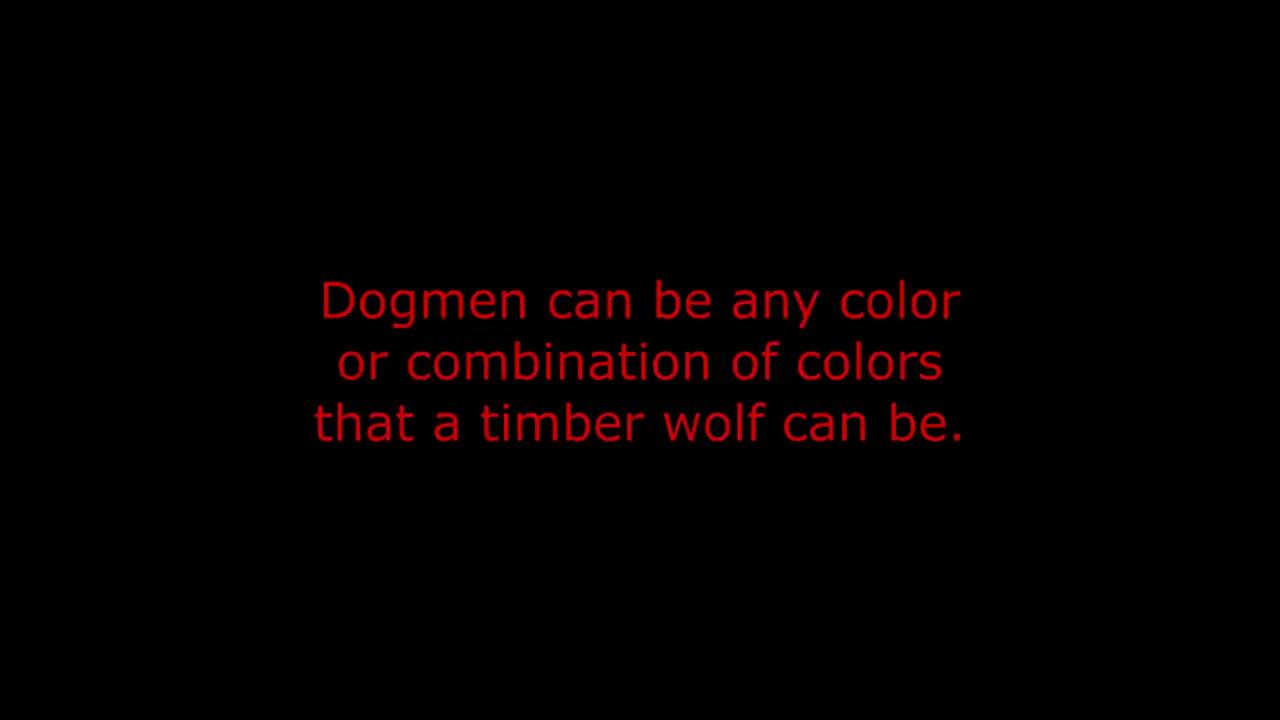 Dogmen can be any color
or combination of colors
that a timber wolf can be.